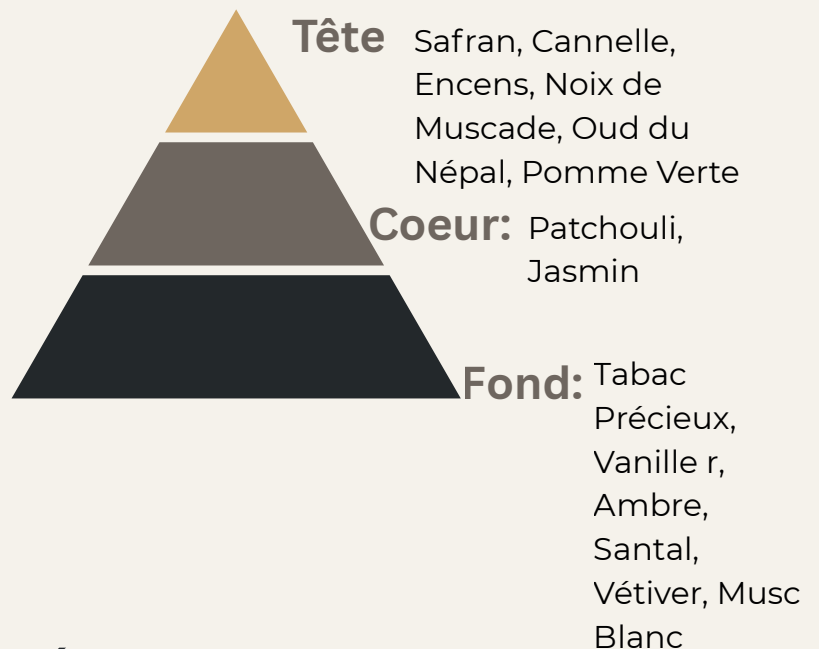 Tête
Safran, Cannelle,
Encens, Noix de
Muscade, Oud du
Népal, Pomme Verte
Coeur:
Patchouli,
Jasmin
Fond:
Tabac
Précieux,
Vanille r,
Ambre,
Santal,
Vétiver, Musc
Blanc